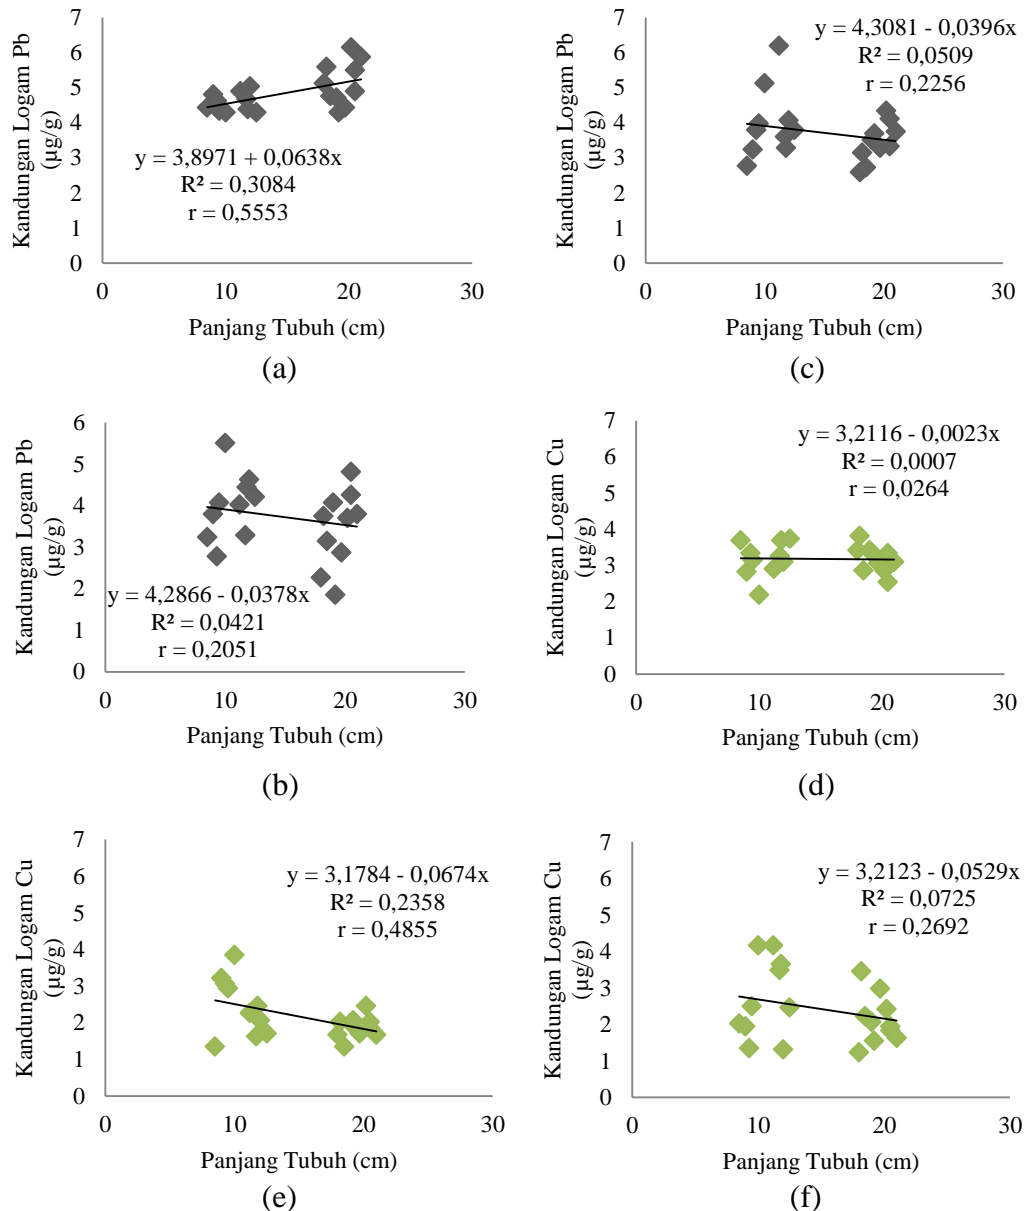 Kandungan Logam Pb
(µg/g)
7
6
5
4
3
2
1
0
y = 3,8971 + 0,0638x
R² = 0,3084
r = 0,5553
0
10
20
30
Panjang Tubuh (cm)
(a)
Kandungan Logam Pb
(µg/g)
7
6
5
4
3
2
1
0
y = 4,3081 - 0,0396x
R² = 0,0509
r = 0,2256
0
10
20
30
Panjang Tubuh (cm)
(c)
Kandungan Logam Pb
(µg/g)
6
5
4
3
2
1
0
y = 4,2866 - 0,0378x
R² = 0,0421
r = 0,2051
0
10
20
30
Panjang Tubuh (cm)
(b)
Kandungan Logam Cu
(µg/g)
7
6
5
4
3
2
1
0
y = 3,2116 - 0,0023x
R² = 0,0007
r = 0,0264
0
10
20
30
Panjang Tubuh (cm)
(d)
Kandungan Logam Cu
(µg/g)
7
6
5
4
3
2
1
0
y = 3,1784 - 0,0674x
R² = 0,2358
r = 0,4855
0
10
20
30
Panjang Tubuh (cm)
(e)
Kandungan Logam Cu
(µg/g)
7
6
5
4
3
2
1
0
y = 3,2123 - 0,0529x
R² = 0,0725
r = 0,2692
0
10
20
30
Panjang Tubuh (cm)
(f)